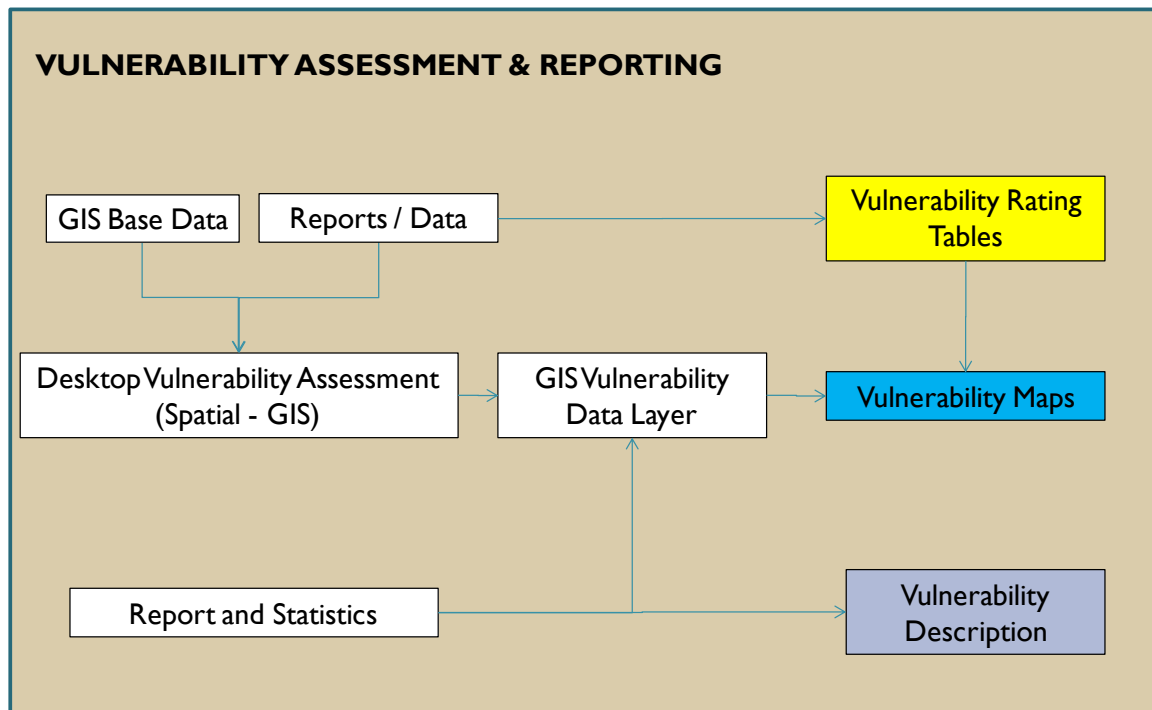 VULNERABILITY ASSESSMENT & REPORTING
GIS Base Data
Reports / Data
Vulnerability Rating
Tables
Desktop Vulnerability Assessment
(Spatial - GIS)
GIS Vulnerability
Data Layer
Vulnerability Maps
Report and Statistics
Vulnerability
Description